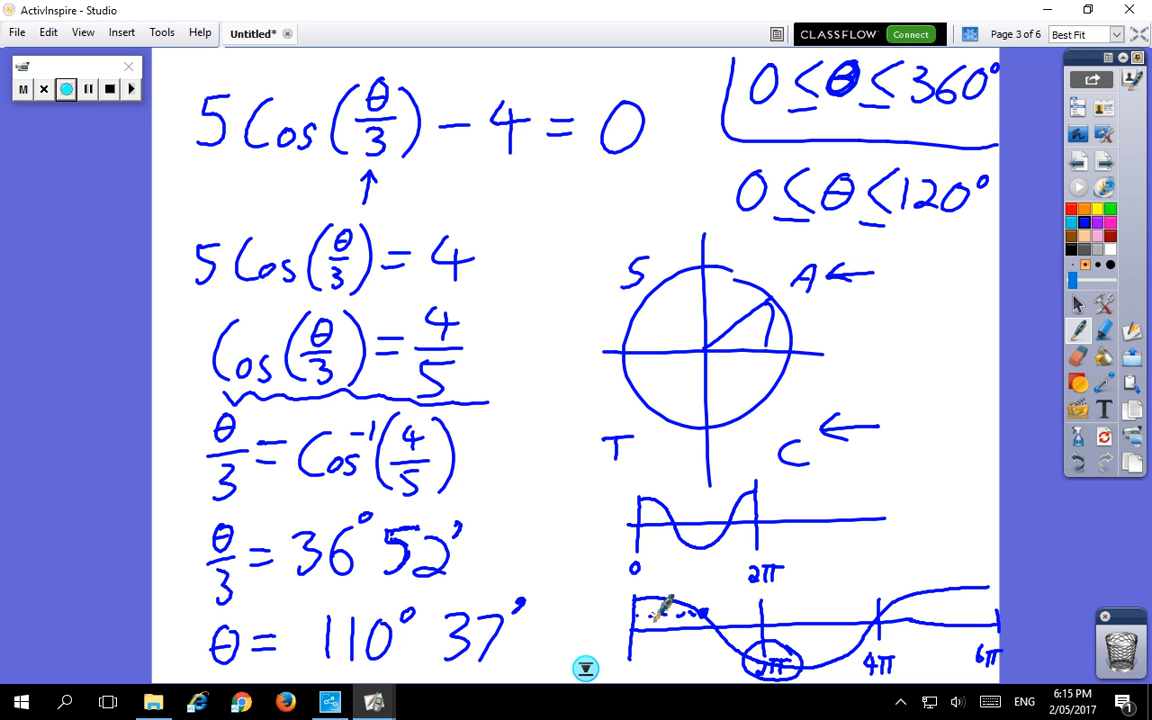 ActivInspire - Studio
File Edit View Insert Tools Help
Untitled*
CLASSFLOW Connect
Page 3 of 6
Best Fit
M
5 Cos (θ/3) - 4 = 0
0 ≤ θ ≤ 360°
0 ≤ θ ≤ 120°
5 Cos (θ/3) = 4
S A ←
Cos (θ/3) = 4/5
T C ←
θ/3 = Cos⁻¹ (4/5)
θ/3 = 36° 52'
0 2π
θ = 110° 37°
4π 6π
ENG
6:15 PM
2/05/2017
1